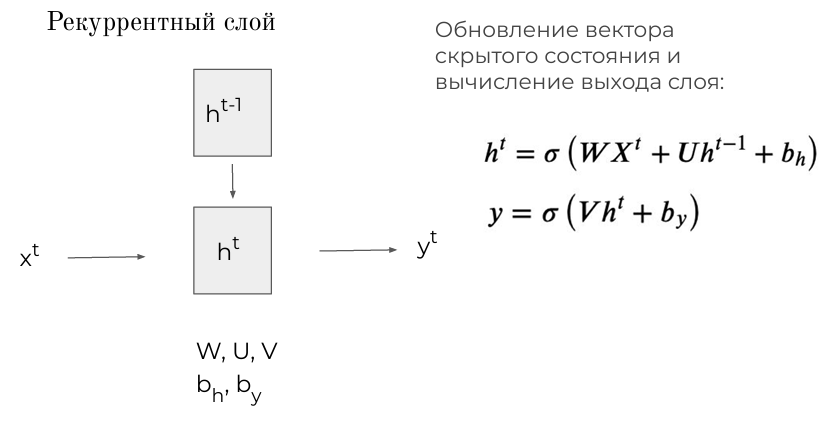 Рекуррентный слой
Обновление вектора
скрытого состояния и
вычисление выхода слоя:
h^{t-1}
h^t = σ (WX^t + Uh^{t−1} + b_h)
y = σ (Vh^t + b_y)
x^t
h^t
y^t
W, U, V
b_h, b_y